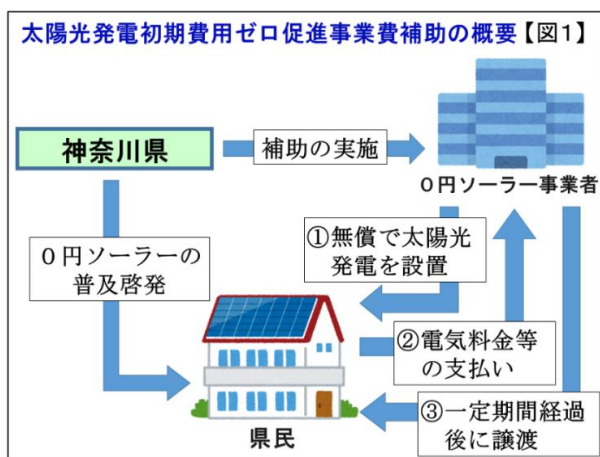 太陽光発電初期費用ゼロ促進事業費補助の概要【図1】
神奈川県
補助の実施
0円ソーラー事業者
0円ソーラーの
普及啓発
①無償で太陽光
発電を設置
②電気料金等
の支払い
③一定期間経過
後に譲渡
県民